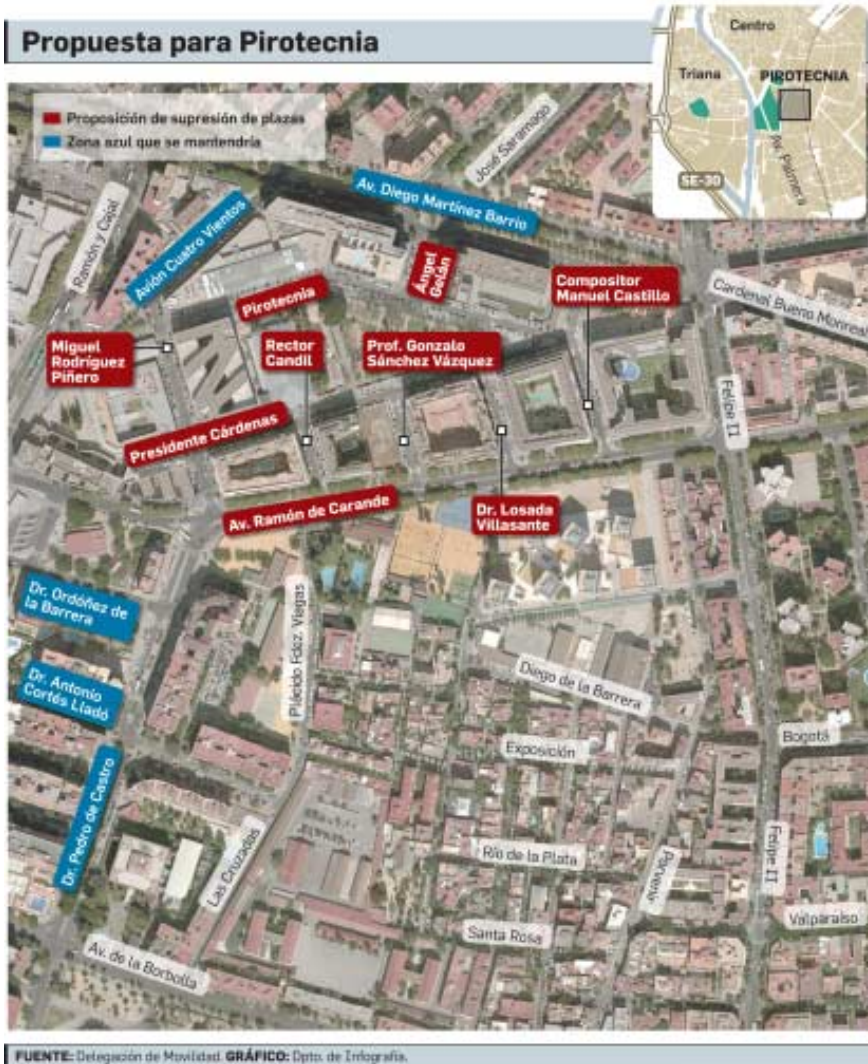 Propuesta para Pirotecnia
Centro
Triana
PIROTECNIA
Av. Palmera
SE-30
Proposición de supresión de plazas
Zona azul que se mantendría
José Saramago
Av. Diego Martínez Barrio
Ramón y Cajal
Avión Cuatro Vientos
Ángel
Gelán
Pirotecnia
Compositor
Manuel Castillo
Cardenal Bueno Monreal
Miguel
Rodríguez
Piñero
Rector
Candil
Prof. Gonzalo
Sánchez Vázquez
Felipe II
Presidente Cárdenas
Av. Ramón de Carande
Dr. Losada
Villasante
Dr. Ordóñez de
la Barrera
Plácido Fdez. Viagas
Dr. Antonio
Cortés Lladó
Diego de la Barrera
Exposición
Bogotá
Dr. Pedro de Castro
Las Cruzadas
Río de la Plata
Porvenir
Felipe II
Santa Rosa
Valparaíso
Av. de la Borbolla
FUENTE: Delegación de Movilidad. GRÁFICO: Dpto. de Infografía.